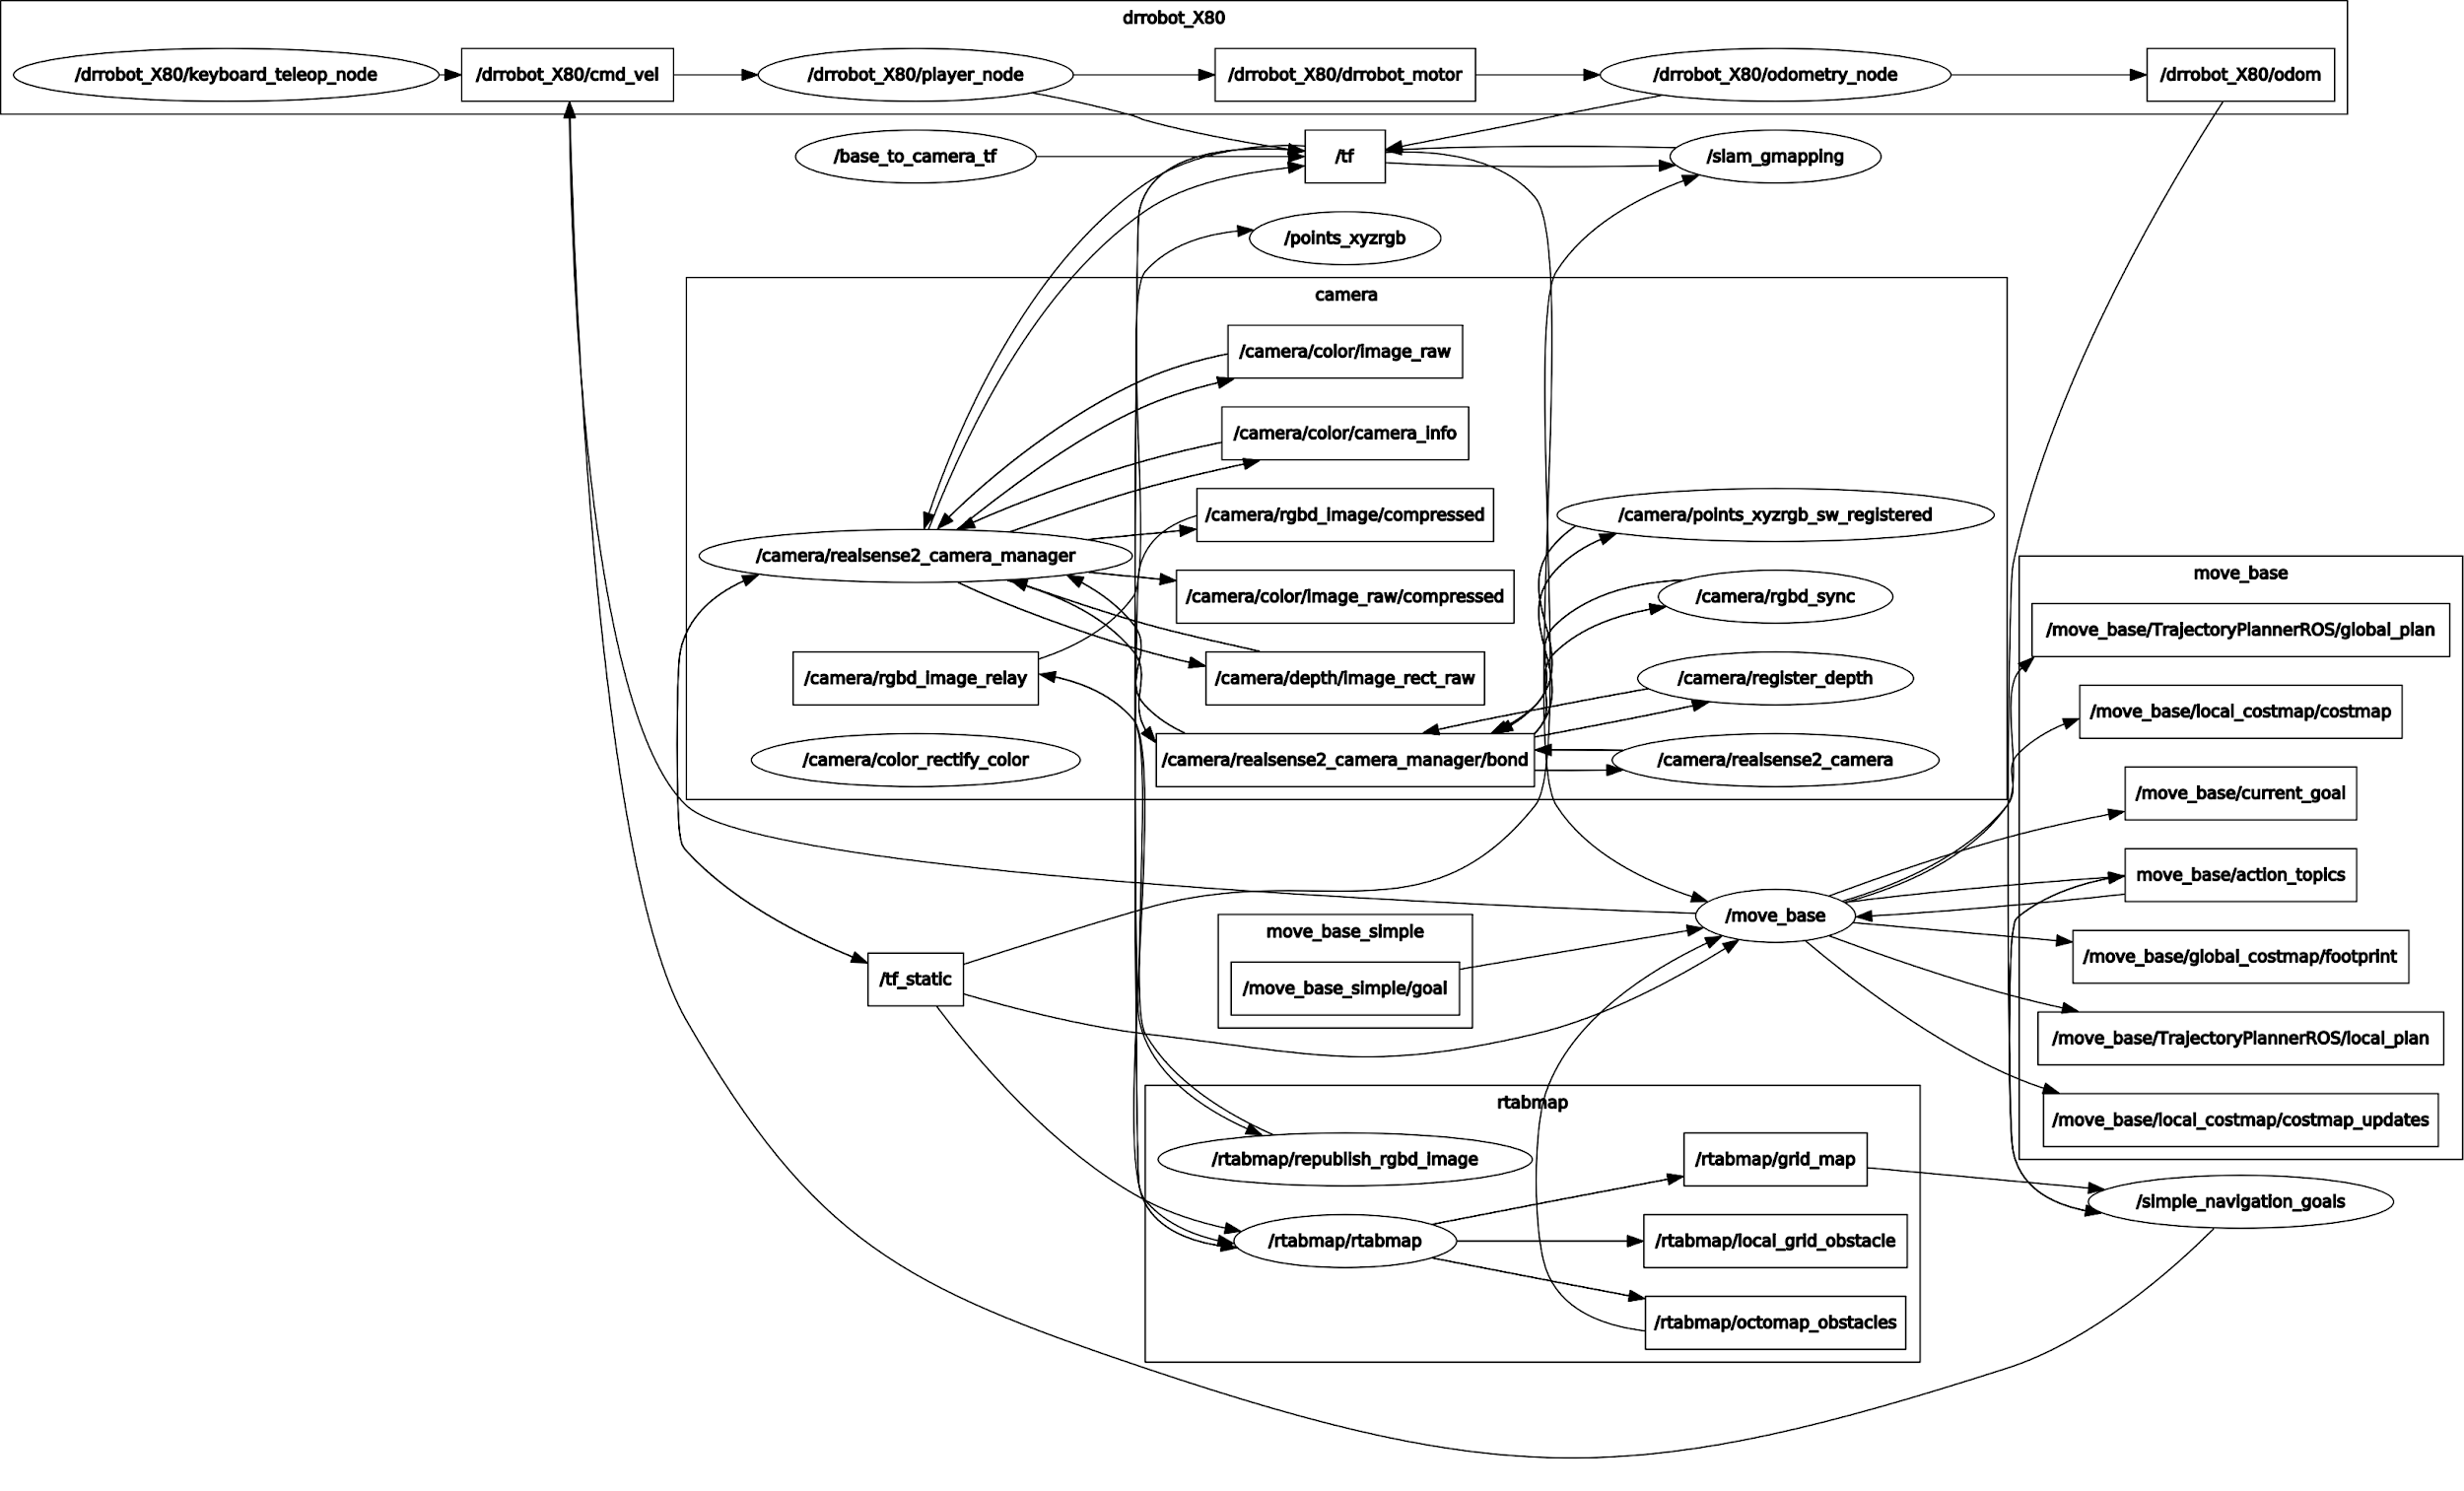 drrobot_X80
/drrobot_X80/keyboard_teleop_node
/drrobot_X80/cmd_vel
/drrobot_X80/player_node
/drrobot_X80/drrobot_motor
/drrobot_X80/odometry_node
/drrobot_X80/odom
/base_to_camera_tf
/tf
/slam_gmapping
/points_xyzrgb
camera
/camera/color/image_raw
/camera/color/camera_info
/camera/rgbd_image/compressed
/camera/points_xyzrgb_sw_registered
/camera/realsense2_camera_manager
/camera/color/image_raw/compressed
/camera/rgbd_sync
/camera/rgbd_image_relay
/camera/depth/image_rect_raw
/camera/register_depth
/camera/color_rectify_color
/camera/realsense2_camera_manager/bond
/camera/realsense2_camera
move_base
/move_base/TrajectoryPlannerROS/global_plan
/move_base/local_costmap/costmap
/move_base/current_goal
move_base/action_topics
/move_base/global_costmap/footprint
/move_base/TrajectoryPlannerROS/local_plan
/move_base/local_costmap/costmap_updates
/move_base
move_base_simple
/move_base_simple/goal
/tf_static
rtabmap
/rtabmap/republish_rgbd_image
/rtabmap/grid_map
/rtabmap/rtabmap
/rtabmap/local_grid_obstacle
/rtabmap/octomap_obstacles
/simple_navigation_goals